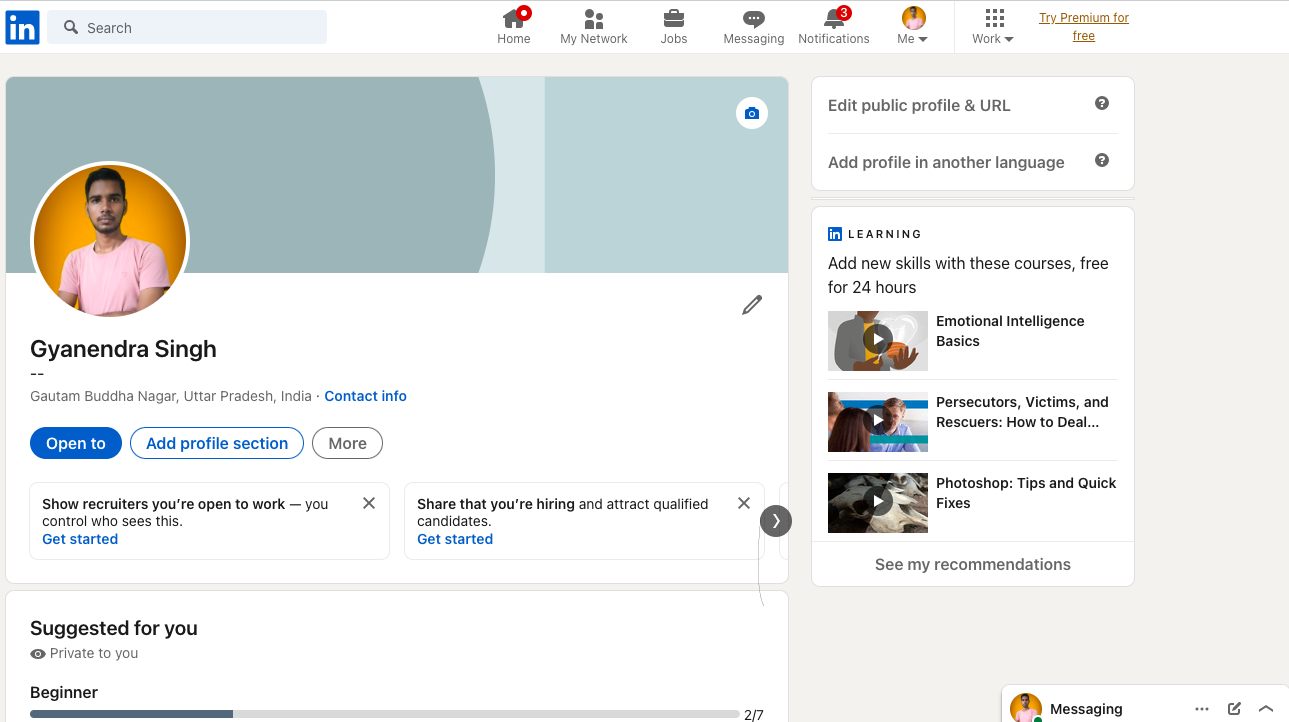 in
Search
Home
My Network
Jobs
Messaging
3
Notifications
Me
Work
Try Premium for
free
Gyanendra Singh
--
Gautam Buddha Nagar, Uttar Pradesh, India · Contact info
Open to
Add profile section
More
Show recruiters you're open to work — you
control who sees this.
Get started
Share that you're hiring and attract qualified
candidates.
Get started
Suggested for you
Private to you
Beginner
2/7
Edit public profile & URL
?
Add profile in another language
?
in LEARNING
Add new skills with these courses, free
for 24 hours
Emotional Intelligence
Basics
Persecutors, Victims, and
Rescuers: How to Deal...
Photoshop: Tips and Quick
Fixes
See my recommendations
Messaging